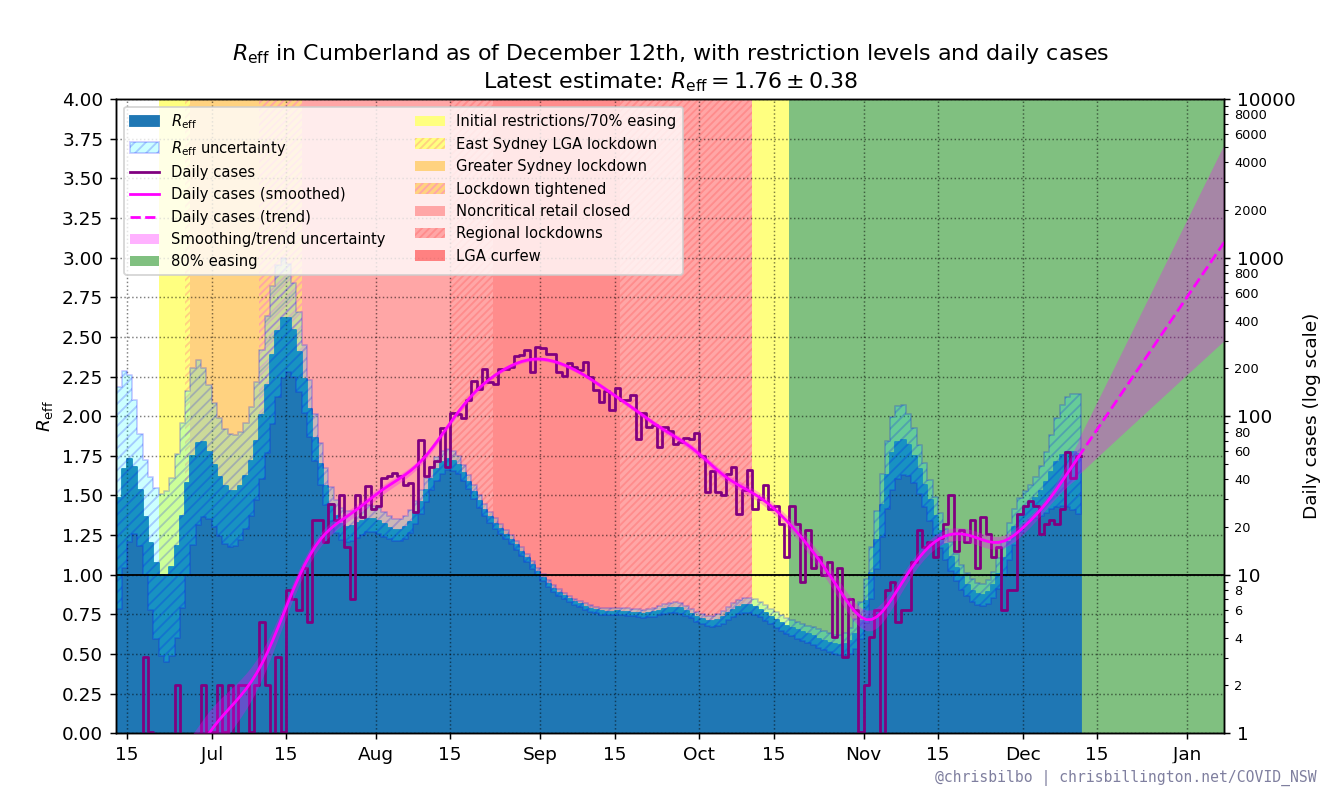 Reff in Cumberland as of December 12th, with restriction levels and daily cases
Latest estimate: Reff = 1.76 ± 0.38
Reff
Reff uncertainty
Daily cases
Daily cases (smoothed)
Daily cases (trend)
Smoothing/trend uncertainty
80% easing
Initial restrictions/70% easing
East Sydney LGA lockdown
Greater Sydney lockdown
Lockdown tightened
Noncritical retail closed
Regional lockdowns
LGA curfew
Reff
4.00
3.75
3.50
3.25
3.00
2.75
2.50
2.25
2.00
1.75
1.50
1.25
1.00
0.75
0.50
0.25
0.00
10000
8000
6000
4000
2000
1000
800
600
400
200
100
80
60
40
20
10
8
6
4
2
1
Daily cases (log scale)
15 Jul 15 Aug 15 Sep 15 Oct 15 Nov 15 Dec 15 Jan
@chrisbilbo | chrisbillington.net/COVID_NSW